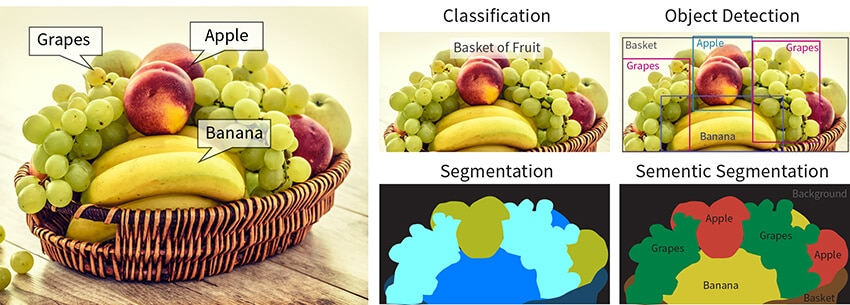 Grapes
Apple
Banana
Classification
Basket of Fruit
Object Detection
Basket
Apple
Grapes
Grapes
Banana
Segmentation
Sementic Segmentation
Background
Apple
Grapes
Grapes
Apple
Banana
Basket